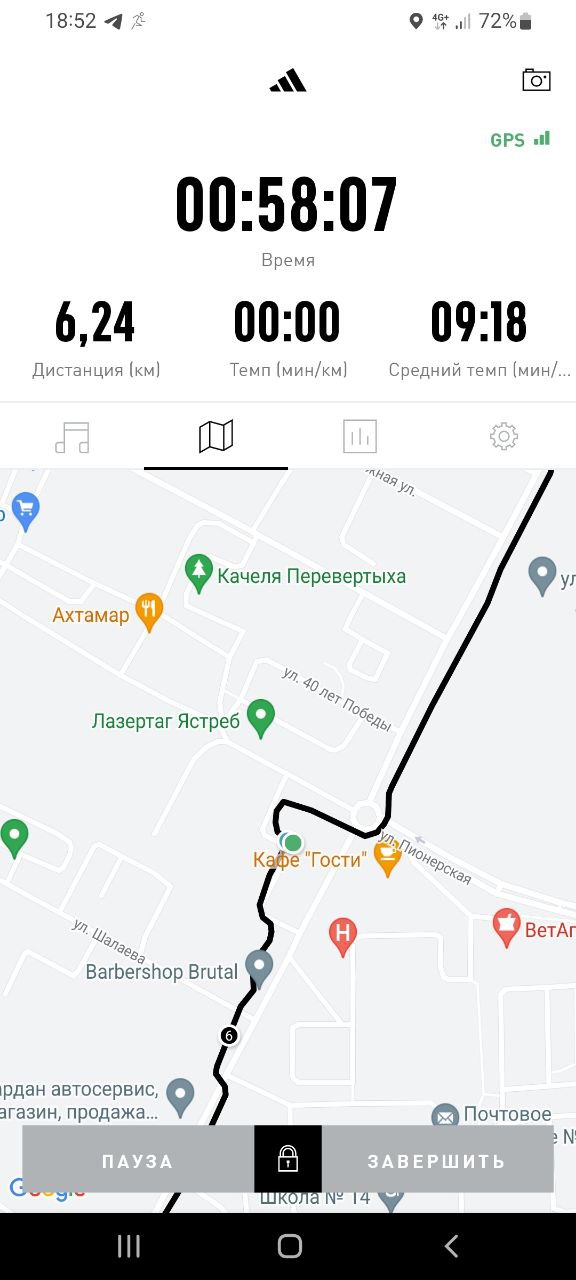 18:52
4G+ 72%
GPS
00:58:07
Время
6,24 00:00 09:18
Дистанция (км) Темп (мин/км) Средний темп (мин/...
жная ул.
Качеля Перевертыха
Ахтамар
ул. 40 лет Победы
Лазертаг Ястреб
ул. Пионерская
Кафе "Гости"
H
ВетАп
ул. Шалаева
Barbershop Brutal
6
рдан автосервис,
агазин, продажа...
Почтовое
ПАУЗА ЗАВЕРШИТЬ
Google
Школа № 14